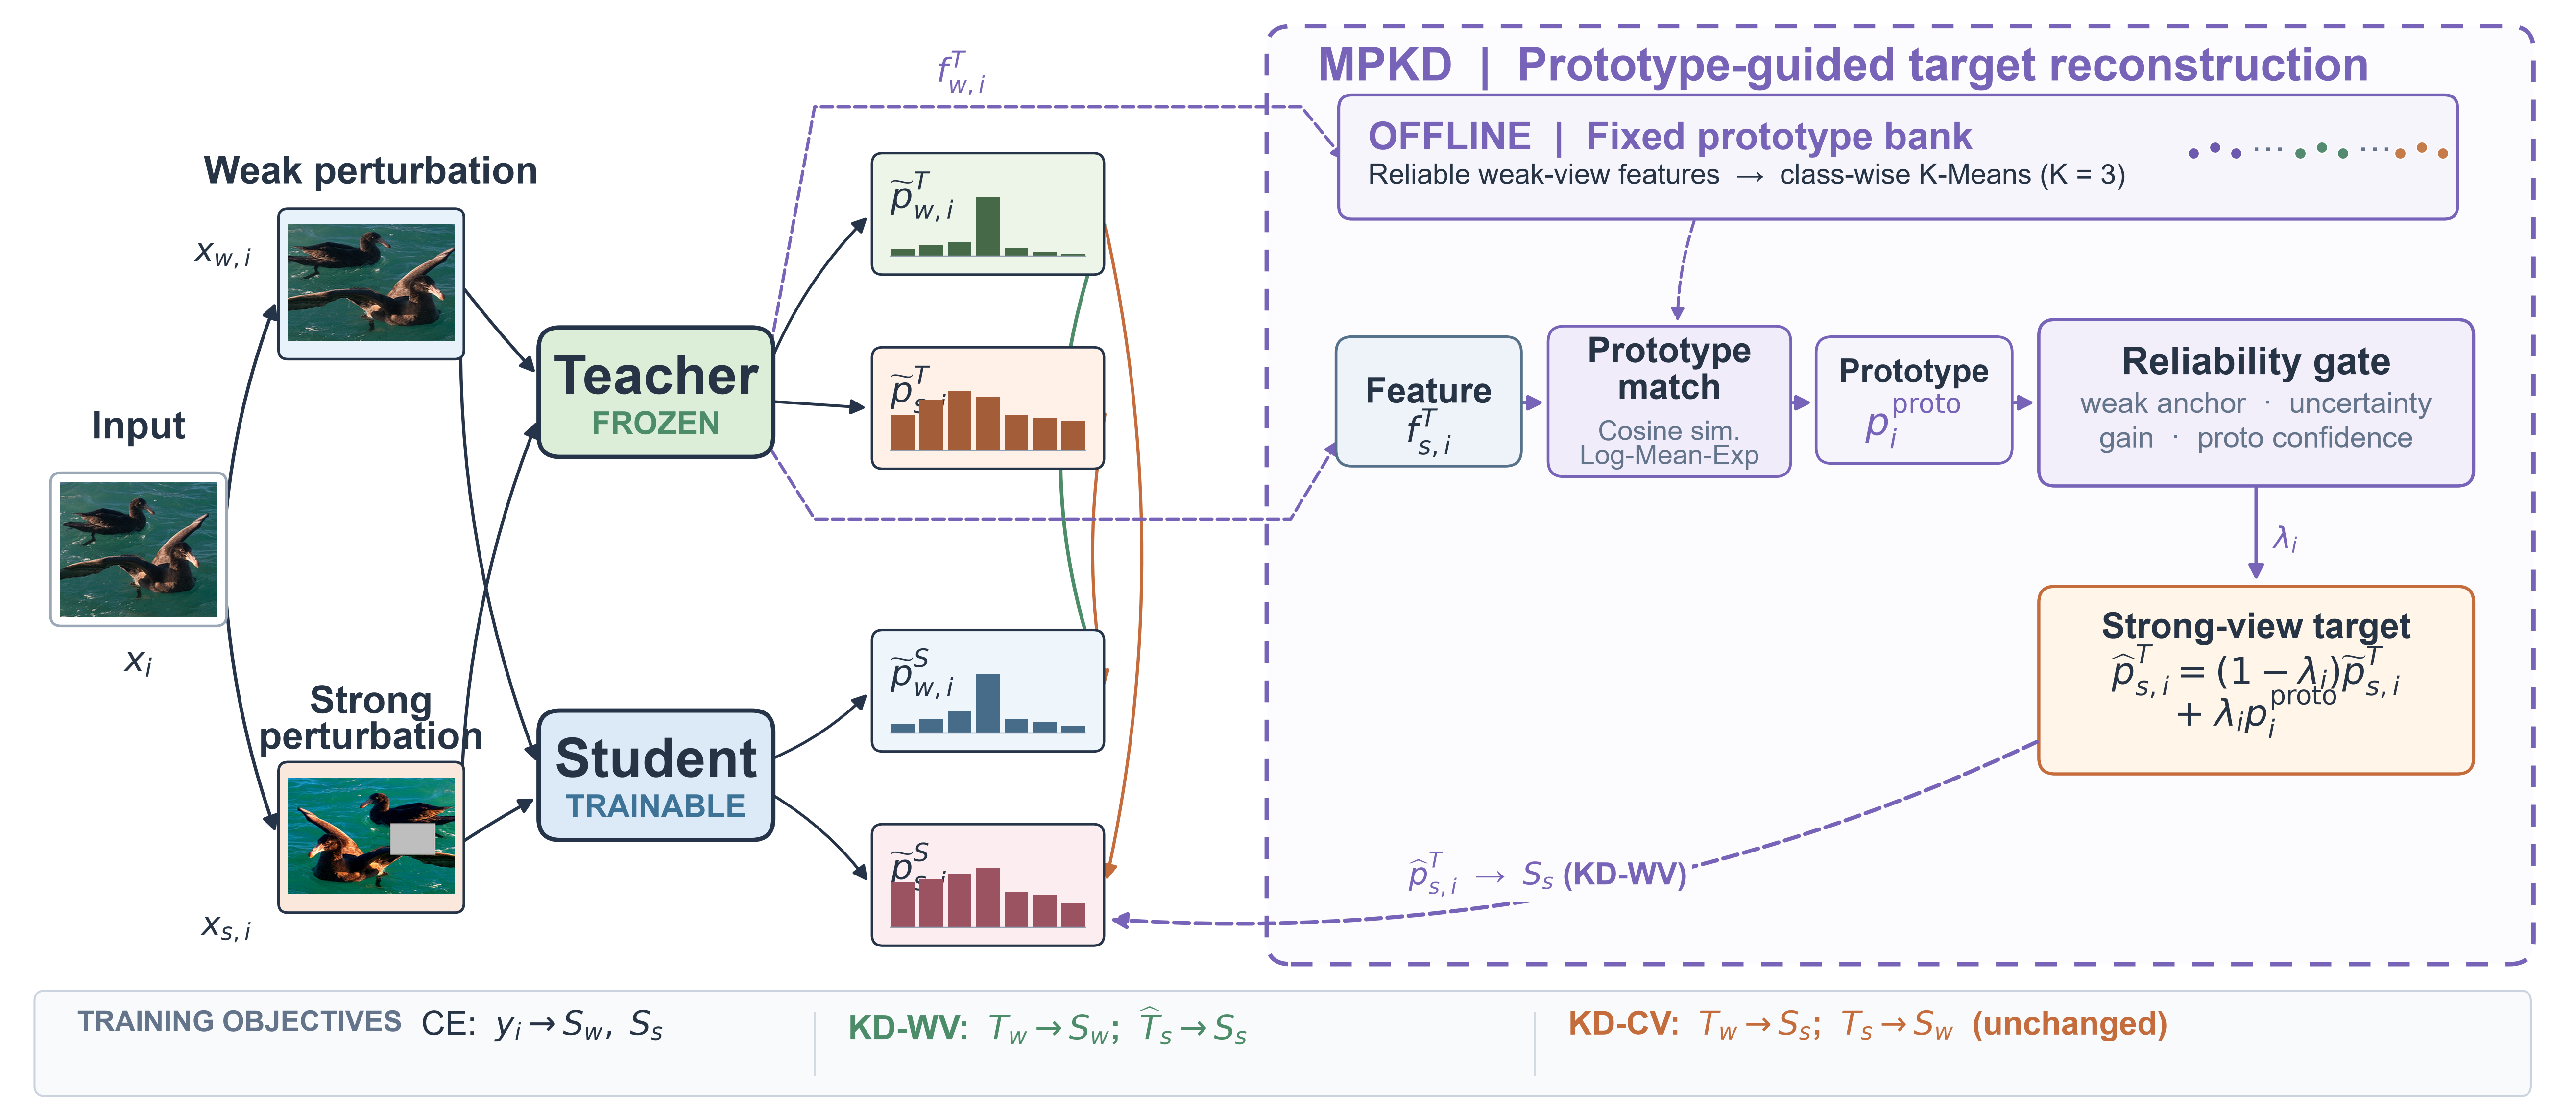 f^T_{w,i}
MPKD | Prototype-guided target reconstruction
OFFLINE | Fixed prototype bank
Reliable weak-view features → class-wise K-Means (K = 3)
Weak perturbation
x_{w,i}
Input
x_i
Strong
perturbation
x_{s,i}
Teacher
FROZEN
Student
TRAINABLE
p̃^T_{w,i}
p̃^T_{s,i}
p̃^S_{w,i}
p̃^S_{s,i}
Feature
f^T_{s,i}
Prototype
match
Cosine sim.
Log-Mean-Exp
Prototype
p_i^{proto}
Reliability gate
weak anchor · uncertainty
gain · proto confidence
λ_i
Strong-view target
p̂^T_{s,i} = (1 − λ_i)p̃^T_{s,i}
+ λ_i p_i^{proto}
p̂^T_{s,i} → S_s (KD-WV)
TRAINING OBJECTIVES CE: y_i → S_w, S_s
KD-WV: T_w → S_w; T̂_s → S_s
KD-CV: T_w → S_s; T_s → S_w (unchanged)